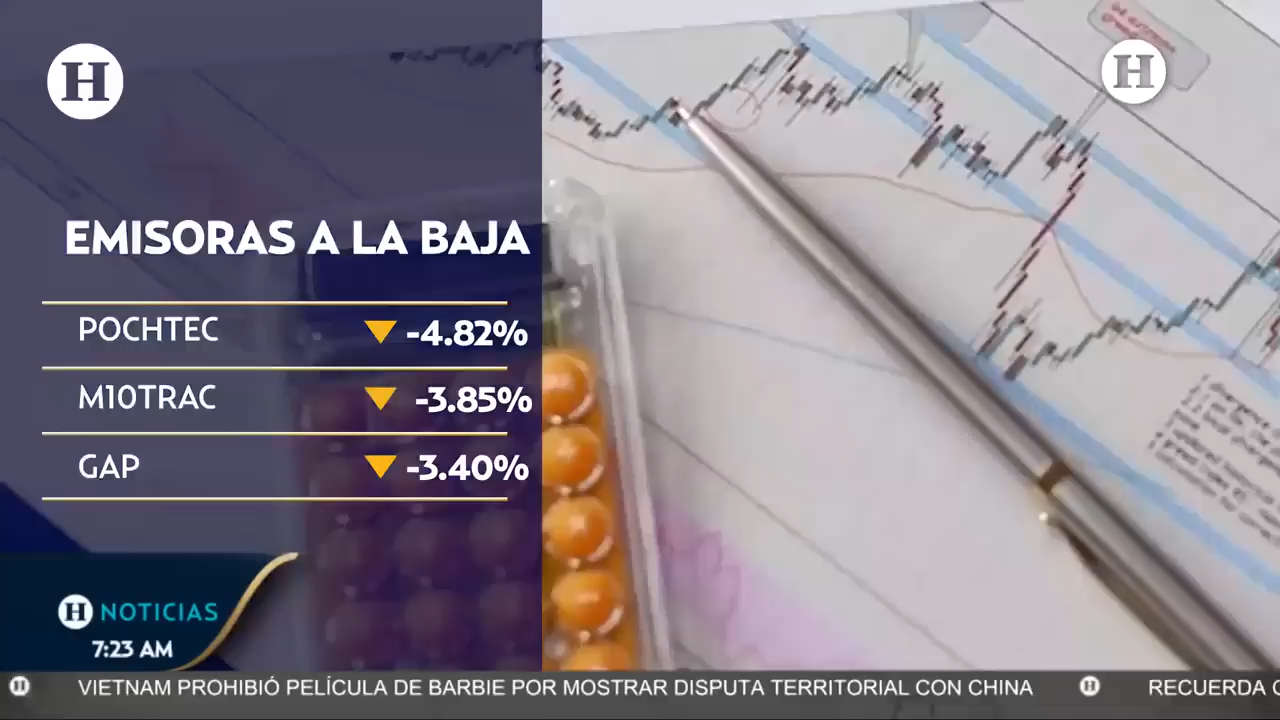 H
H
EMISORAS A LA BAJA
POCHTEC -4.82%
M10TRAC -3.85%
GAP -3.40%
H NOTICIAS
7:23 AM
H VIETNAM PROHIBIÓ PELÍCULA DE BARBIE POR MOSTRAR DISPUTA TERRITORIAL CON CHINA H RECUERDA